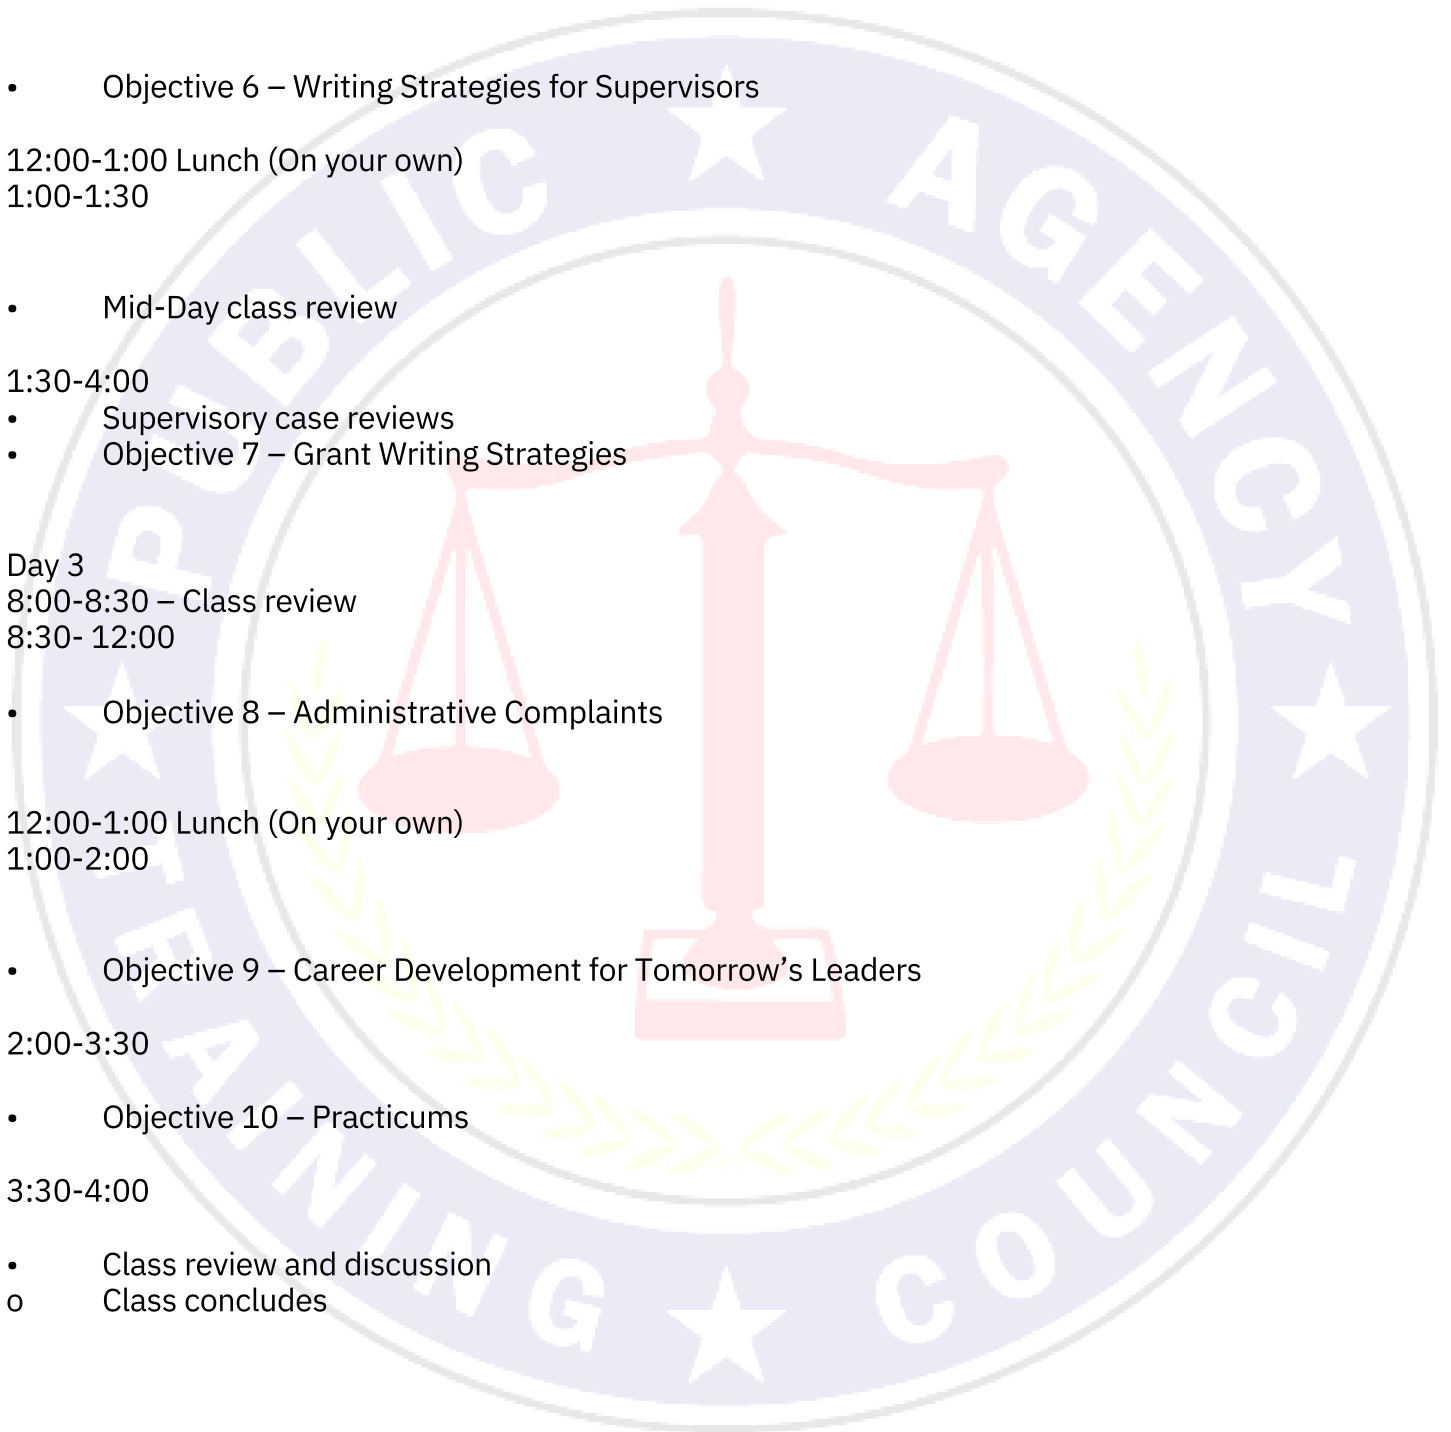 • Objective 6 – Writing Strategies for Supervisors
12:00-1:00 Lunch (On your own)
1:00-1:30
• Mid-Day class review
1:30-4:00
• Supervisory case reviews
• Objective 7 – Grant Writing Strategies
Day 3
8:00-8:30 – Class review
8:30- 12:00
• Objective 8 – Administrative Complaints
12:00-1:00 Lunch (On your own)
1:00-2:00
• Objective 9 – Career Development for Tomorrow’s Leaders
2:00-3:30
• Objective 10 – Practicums
3:30-4:00
• Class review and discussion
o Class concludes
PUBLIC AGENCY
TRAINING COUNCIL